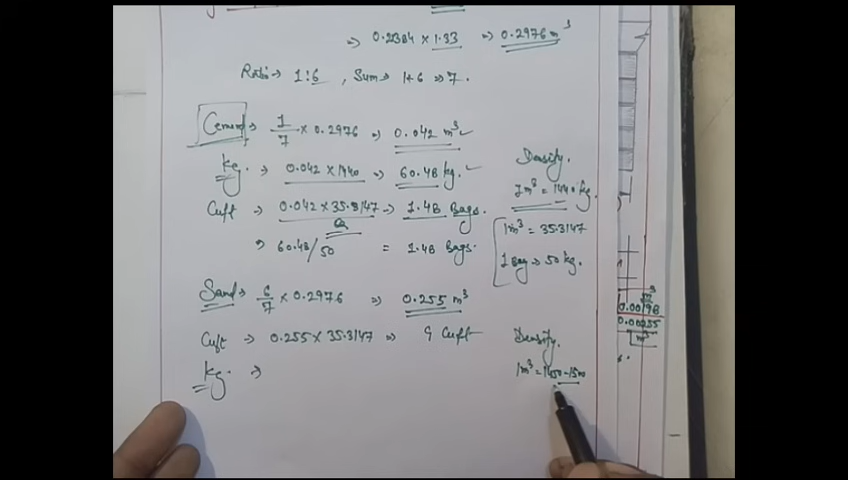 ⇒ 0.2384 × 1.33 ⇒ 0.2976 m³
Ratio → 1:6 , Sum → 1+6 ⇒ 7.
Cement → 1/7 × 0.2976 ⇒ 0.042 m³
Kg. ⇒ 0.042 × 1440 ⇒ 60.48 kg.
Density.
1m³ = 1440 kg.
Cuft → 0.042 × 35.3147 → 1.48 Bags.
1m³ = 35.3147
⇒ 60.48/50 = 1.48 Bags.
1 Bag ⇒ 50 kg.
Sand → 6/7 × 0.2976 ⇒ 0.255 m³
m³
0.00198
0.00255
m³
Cuft → 0.255 × 35.3147 ⇒ 9 Cuft
Density.
Kg. ⇒
1m³ = 1450-1500